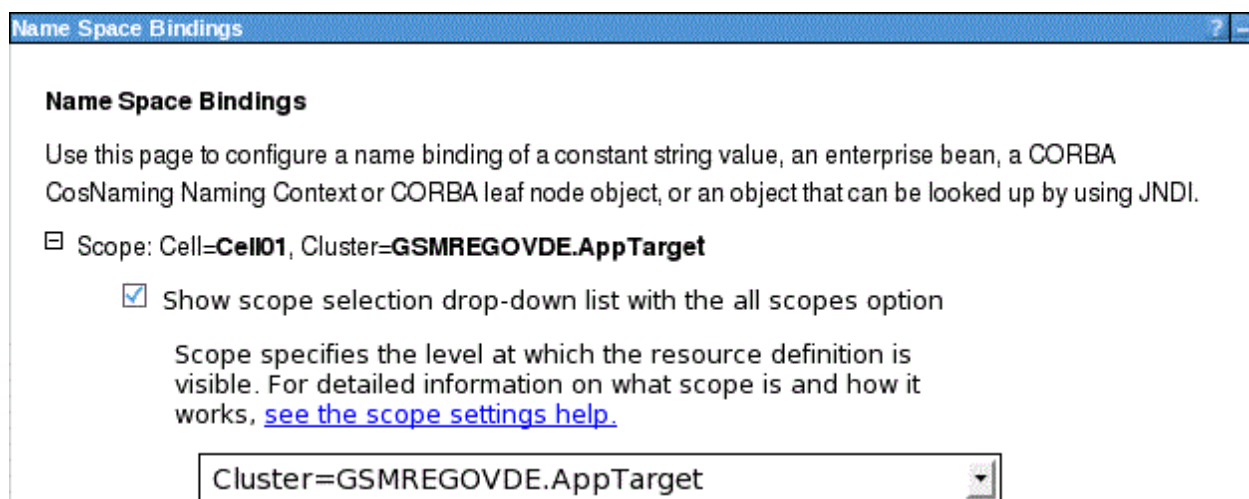 Name Space Bindings ? –
Name Space Bindings
Use this page to configure a name binding of a constant string value, an enterprise bean, a CORBA
CosNaming Naming Context or CORBA leaf node object, or an object that can be looked up by using JNDI.
Scope: Cell=Cell01, Cluster=GSMREGOVDE.AppTarget
Show scope selection drop-down list with the all scopes option
Scope specifies the level at which the resource definition is
visible. For detailed information on what scope is and how it
works, see the scope settings help.
Cluster=GSMREGOVDE.AppTarget